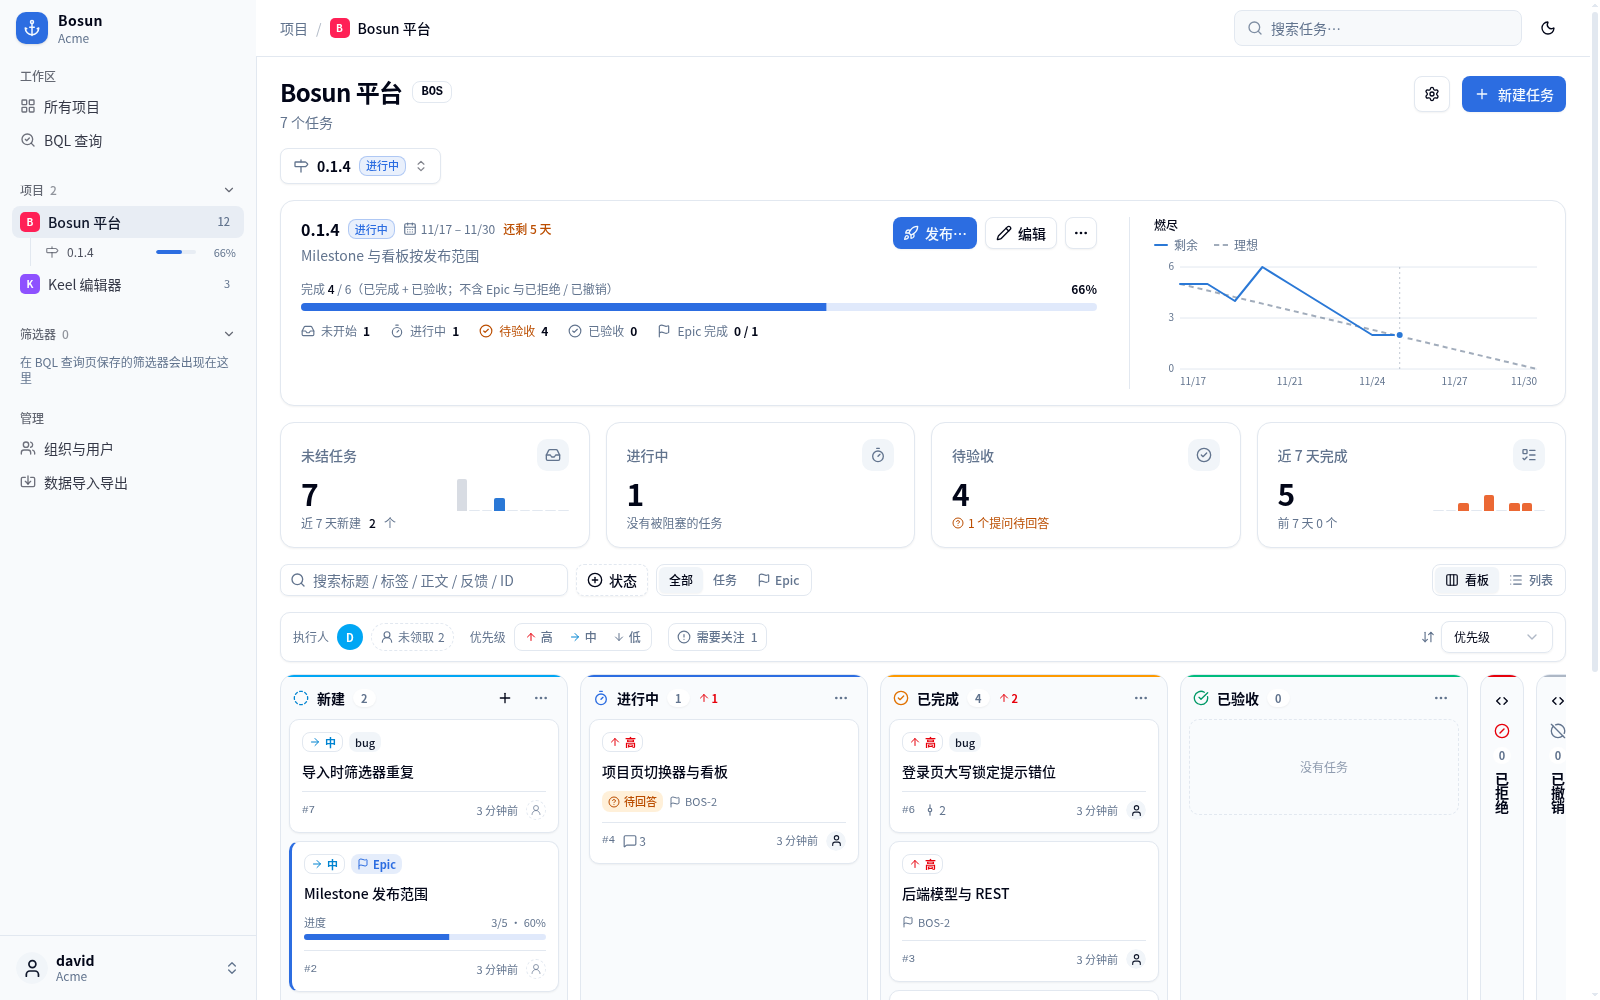 Bosun
Acme
工作区
所有项目
BQL 查询
项目 2
B Bosun 平台 12
0.1.4 66%
K Keel 编辑器 3
筛选器 0
在 BQL 查询页保存的筛选器会出现在这
里
管理
组织与用户
数据导入导出
david
Acme
项目 / B Bosun 平台
搜索任务…
Bosun 平台 BOS
7 个任务
新建任务
0.1.4 进行中
0.1.4 进行中 11/17 – 11/30 还剩 5 天
发布… 编辑
Milestone 与看板按发布范围
完成 4 / 6（已完成 + 已验收；不含 Epic 与已拒绝 / 已撤销） 66%
未开始 1 进行中 1 待验收 4 已验收 0 Epic 完成 0 / 1
燃尽
剩余 理想
6
3
0
11/17 11/21 11/24 11/27 11/30
未结任务
7
近 7 天新建 2 个
进行中
1
没有被阻塞的任务
待验收
4
1 个提问待回答
近 7 天完成
5
前 7 天 0 个
搜索标题 / 标签 / 正文 / 反馈 / ID
状态
全部 任务 Epic
看板 列表
执行人 D 未领取 2 优先级 高 中 低 需要关注 1
优先级
新建 2
中 bug
导入时筛选器重复
#7 3 分钟前
中 Epic
Milestone 发布范围
进度 3/5 · 60%
#2 3 分钟前
进行中 1 1
高
项目页切换器与看板
待回答 BOS-2
#4 3 3 分钟前
已完成 4 2
高 bug
登录页大写锁定提示错位
#6 2 3 分钟前
高
后端模型与 REST
BOS-2
#3 3 分钟前
已验收 0
没有任务
0
已拒绝
0
已撤销